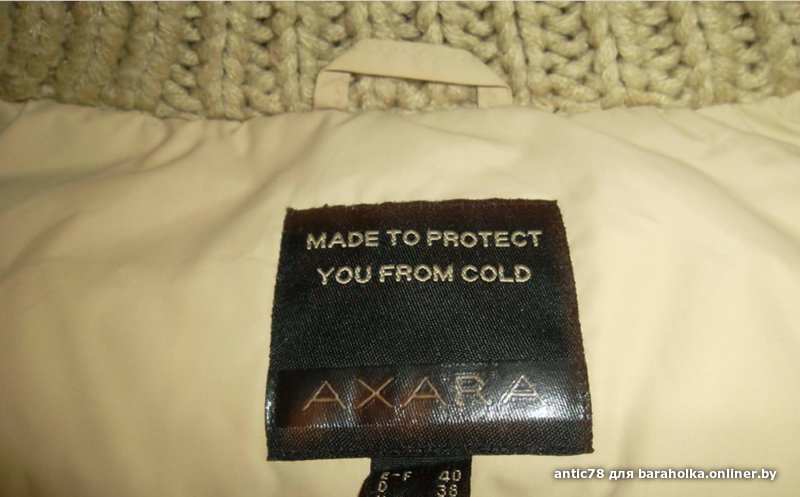 MADE TO PROTECT
YOU FROM COLD
AXARA
E-F 40
D 38
antic78 для baraholka.onliner.by